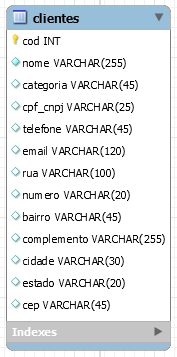 clientes
cod INT
nome VARCHAR(255)
categoria VARCHAR(45)
cpf_cnpj VARCHAR(25)
telefone VARCHAR(45)
email VARCHAR(120)
rua VARCHAR(100)
numero VARCHAR(20)
bairro VARCHAR(45)
complemento VARCHAR(255)
cidade VARCHAR(30)
estado VARCHAR(20)
cep VARCHAR(45)
Indexes